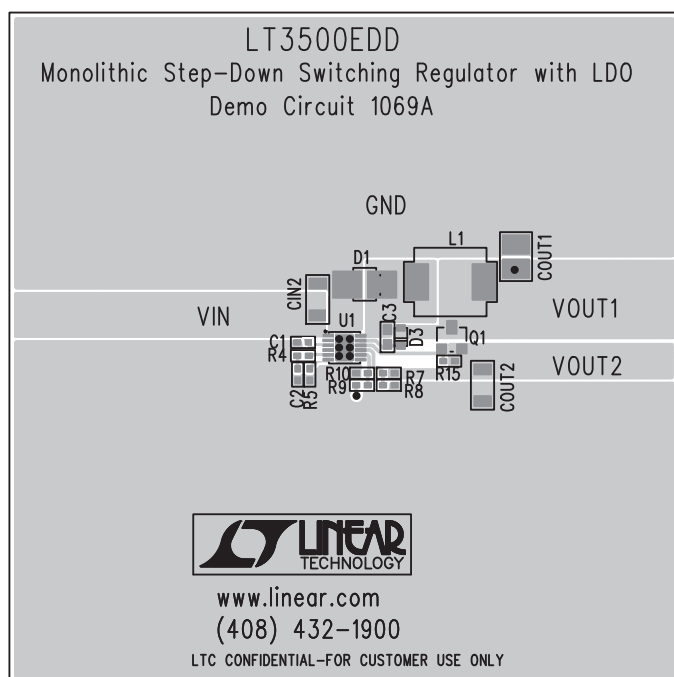 LT3500EDD
Monolithic Step-Down Switching Regulator with LDO
Demo Circuit 1069A
GND
L1
COUT1
D1
CIN2
VIN
U1
C3
D3
Q1
VOUT1
C1
R4
VOUT2
R10
R7
R15
R9
R8
C2
R5
COUT2
LT LINEAR
TECHNOLOGY
www.linear.com
(408) 432-1900
LTC CONFIDENTIAL-FOR CUSTOMER USE ONLY